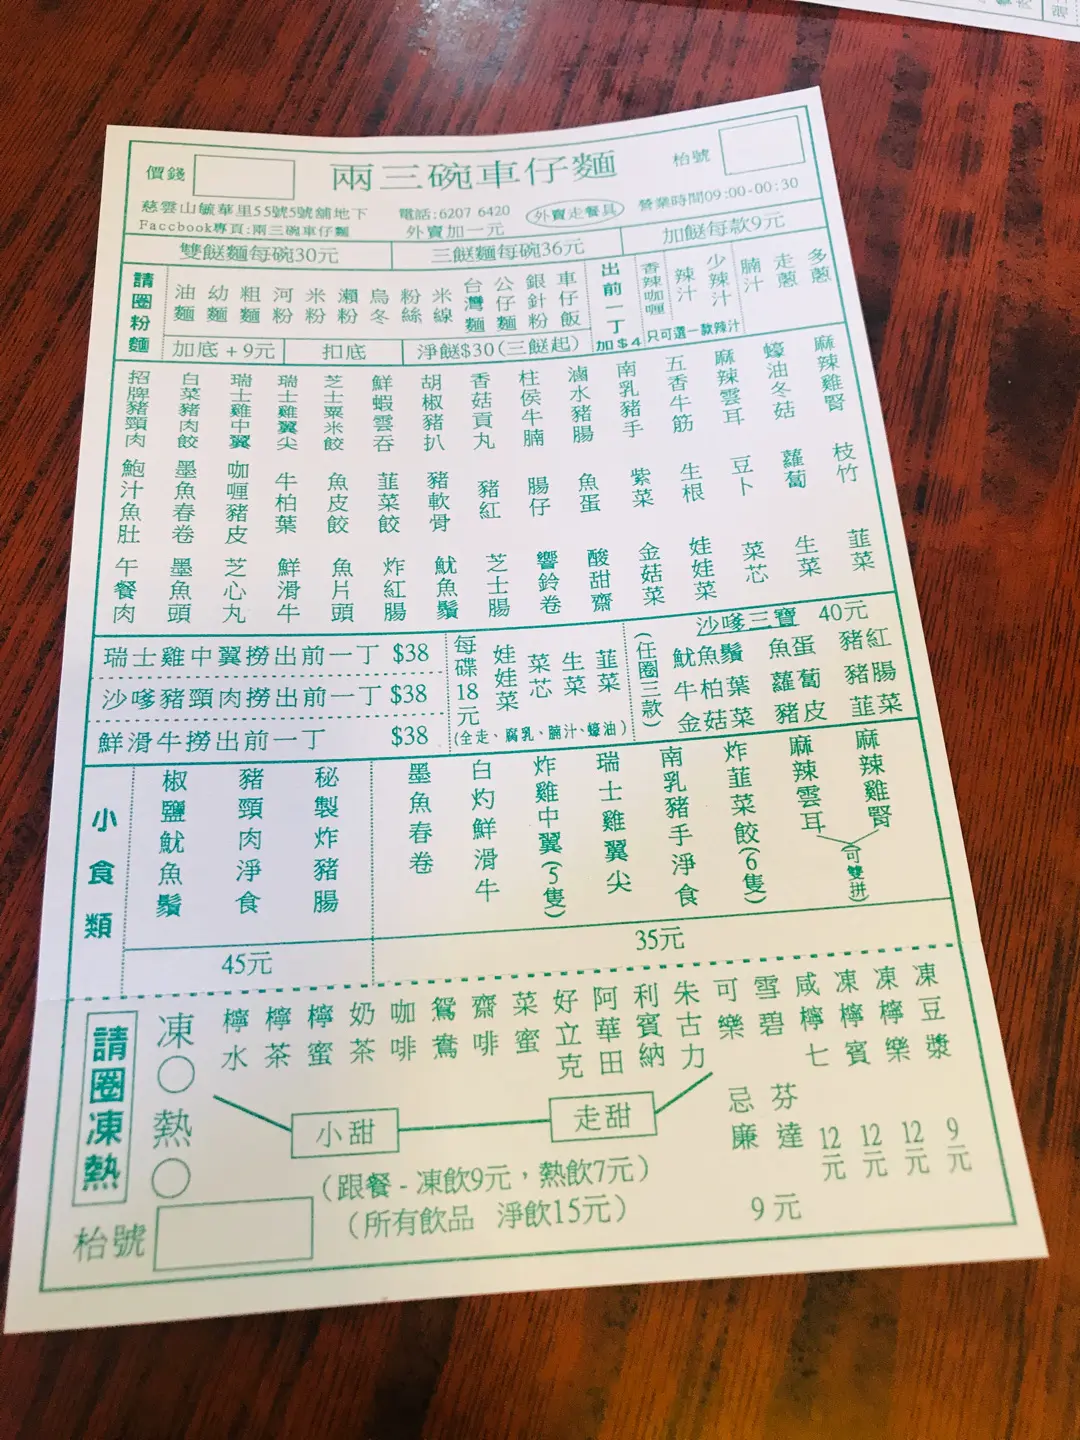 價錢
兩三碗車仔麵
枱號
慈雲山毓華里55號5號舖地下
電話:6207 6420
外賣走餐具
營業時間09:00-00:30
Faccbook專頁:兩三碗車仔麵
外賣加一元
雙餸麵每碗30元
三餸麵每碗36元
加餸每款9元
請圈粉麵
油麵
幼麵
粗麵
河粉
米粉
瀨粉
烏冬
粉絲
米線
台灣麵
公仔麵
銀針粉
車仔飯
出前一丁加$4
香辣咖喱
辣汁
少辣汁
腩汁
走蔥
多蔥
只可選一款辣汁
加底 + 9元
扣底
淨餸$30(三餸起)
招牌豬頸肉
白菜豬肉餃
瑞士雞中翼
瑞士雞翼尖
芝士粟米餃
鮮蝦雲吞
胡椒豬扒
香菇貢丸
柱侯牛腩
滷水豬腸
南乳豬手
五香牛筋
麻辣雲耳
蠔油冬菇
麻辣雞腎
鮑汁魚肚
墨魚春卷
咖喱豬皮
牛柏葉
魚皮餃
韮菜餃
豬軟骨
豬紅
腸仔
魚蛋
紫菜
生根
豆卜
蘿蔔
枝竹
午餐肉
墨魚頭
芝心丸
鮮滑牛
魚片頭
炸紅腸
魷魚鬚
芝士腸
響鈴卷
酸甜齋
金菇菜
娃娃菜
菜芯
生菜
韮菜
瑞士雞中翼撈出前一丁 $38
沙嗲豬頸肉撈出前一丁 $38
鮮滑牛撈出前一丁 $38
每碟18元
娃娃菜
菜芯
生菜
韮菜
(全走、腐乳、腩汁、蠔油)
沙嗲三寶 40元
(任圈三款)
魷魚鬚 魚蛋 豬紅
牛柏葉 蘿蔔 豬腸
金菇菜 豬皮 韮菜
小食類
椒鹽魷魚鬚
豬頸肉淨食
秘製炸豬腸
45元
墨魚春卷
白灼鮮滑牛
炸雞中翼(5隻)
瑞士雞翼尖
南乳豬手淨食
炸韮菜餃(6隻)
麻辣雲耳
麻辣雞腎
可雙拼
35元
請圈凍熱
凍
熱
檸水
檸茶
檸蜜
奶茶
咖啡
鴛鴦
齋啡
菜蜜
好立克
阿華田
利賓納
朱古力
可樂
雪碧
咸檸七
凍檸賓
凍檸樂
凍豆漿
小甜
走甜
忌廉
芬達
12元
12元
12元
9元
(跟餐 - 凍飲9元，熱飲7元)
(所有飲品 淨飲15元)
9元
枱號